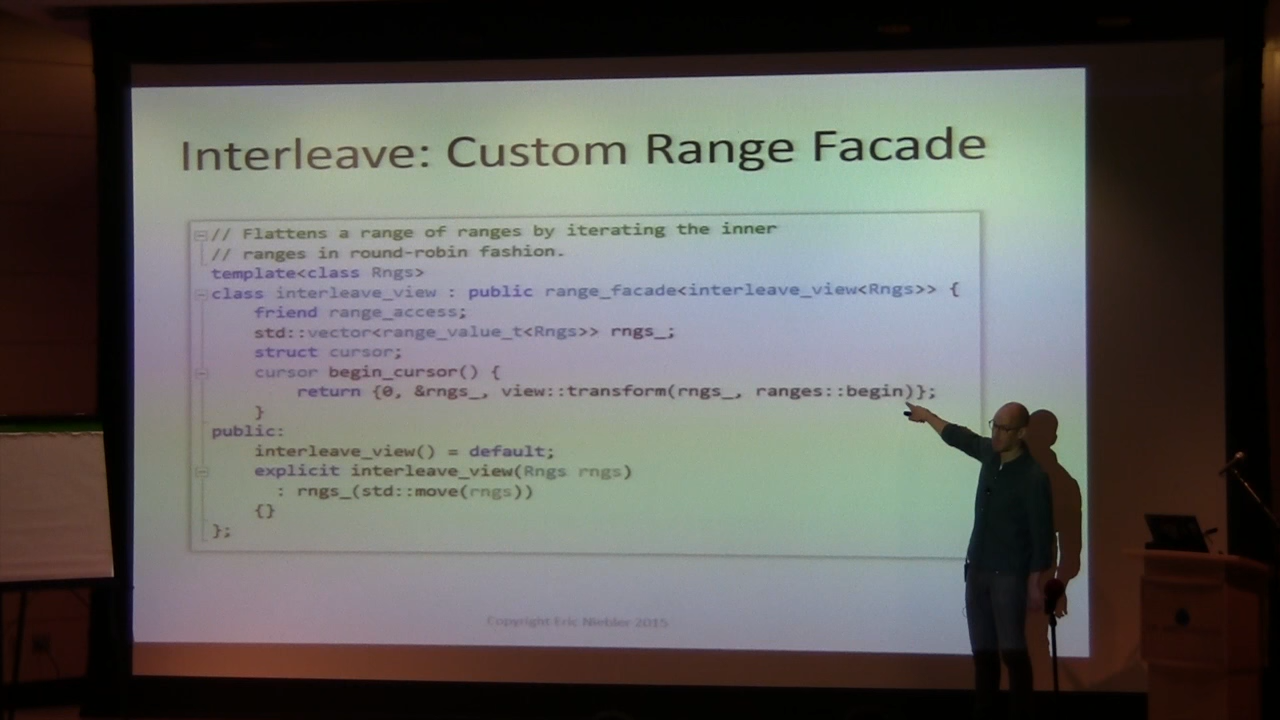 Interleave: Custom Range Facade
// Flattens a range of ranges by iterating the inner
// ranges in round-robin fashion.
template<class Rngs>
class interleave_view : public range_facade<interleave_view<Rngs>> {
friend range_access;
std::vector<range_value_t<Rngs>> rngs_;
struct cursor;
cursor begin_cursor() {
return {0, &rngs_, view::transform(rngs_, ranges::begin)};
}
public:
interleave_view() = default;
explicit interleave_view(Rngs rngs)
: rngs_(std::move(rngs))
{}
};
Copyright Eric Niebler 2015